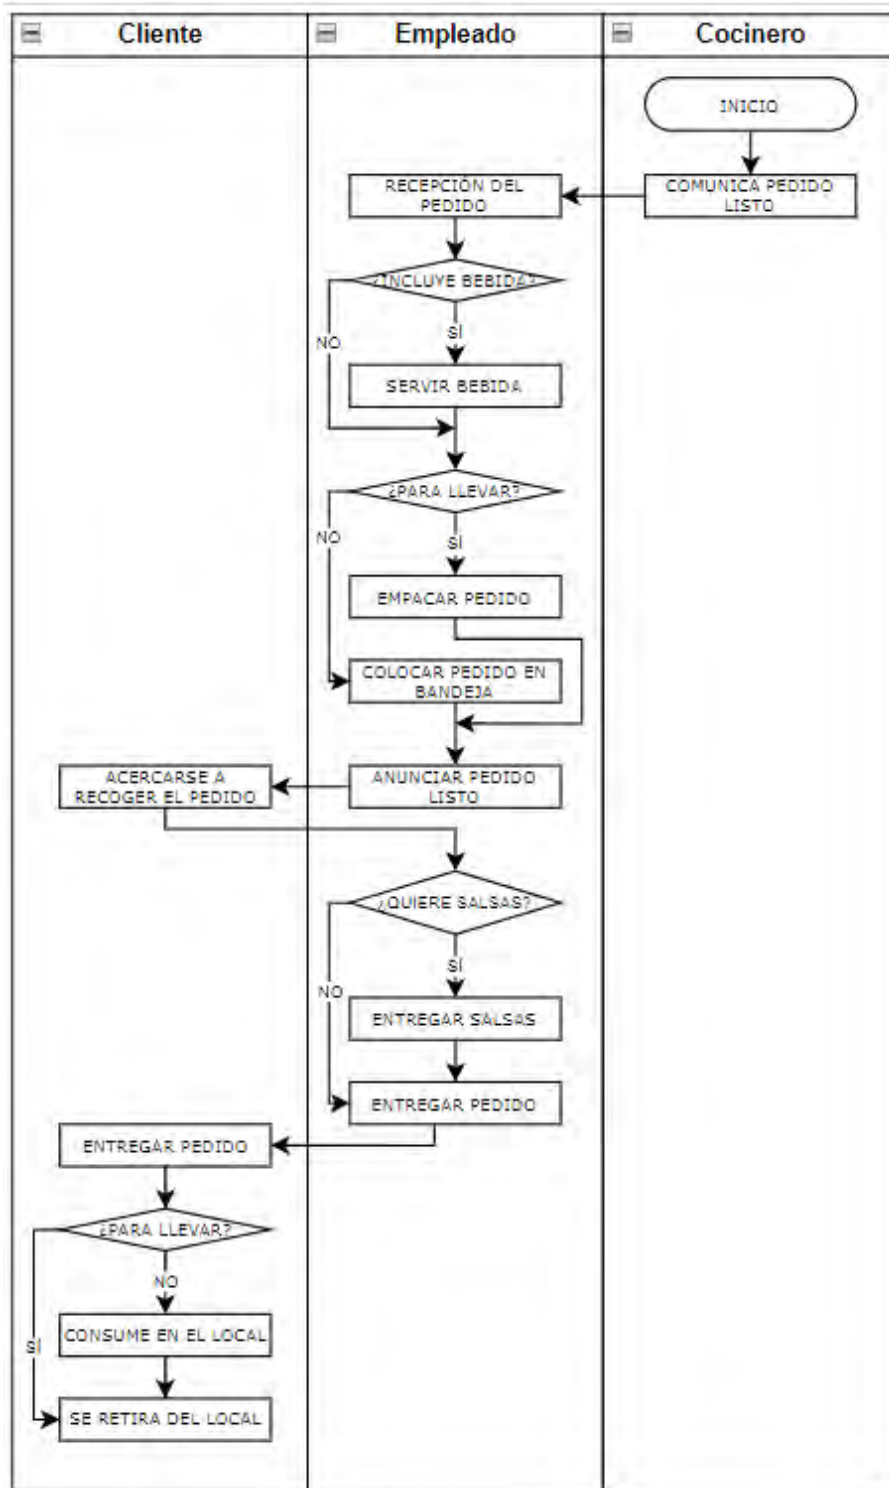 Cliente
Empleado
Cocinero
INICIO
COMUNICA PEDIDO
LISTO
RECEPCIÓN DEL
PEDIDO
¿INCLUYE BEBIDA?
NO
SÍ
SERVIR BEBIDA
¿PARA LLEVAR?
NO
SÍ
EMPACAR PEDIDO
COLOCAR PEDIDO EN
BANDEJA
ANUNCIAR PEDIDO
LISTO
ACERCARSE A
RECOGER EL PEDIDO
¿QUIERE SALSAS?
SÍ
NO
ENTREGAR SALSAS
ENTREGAR PEDIDO
ENTREGAR PEDIDO
¿PARA LLEVAR?
NO
SÍ
CONSUME EN EL LOCAL
SE RETIRA DEL LOCAL